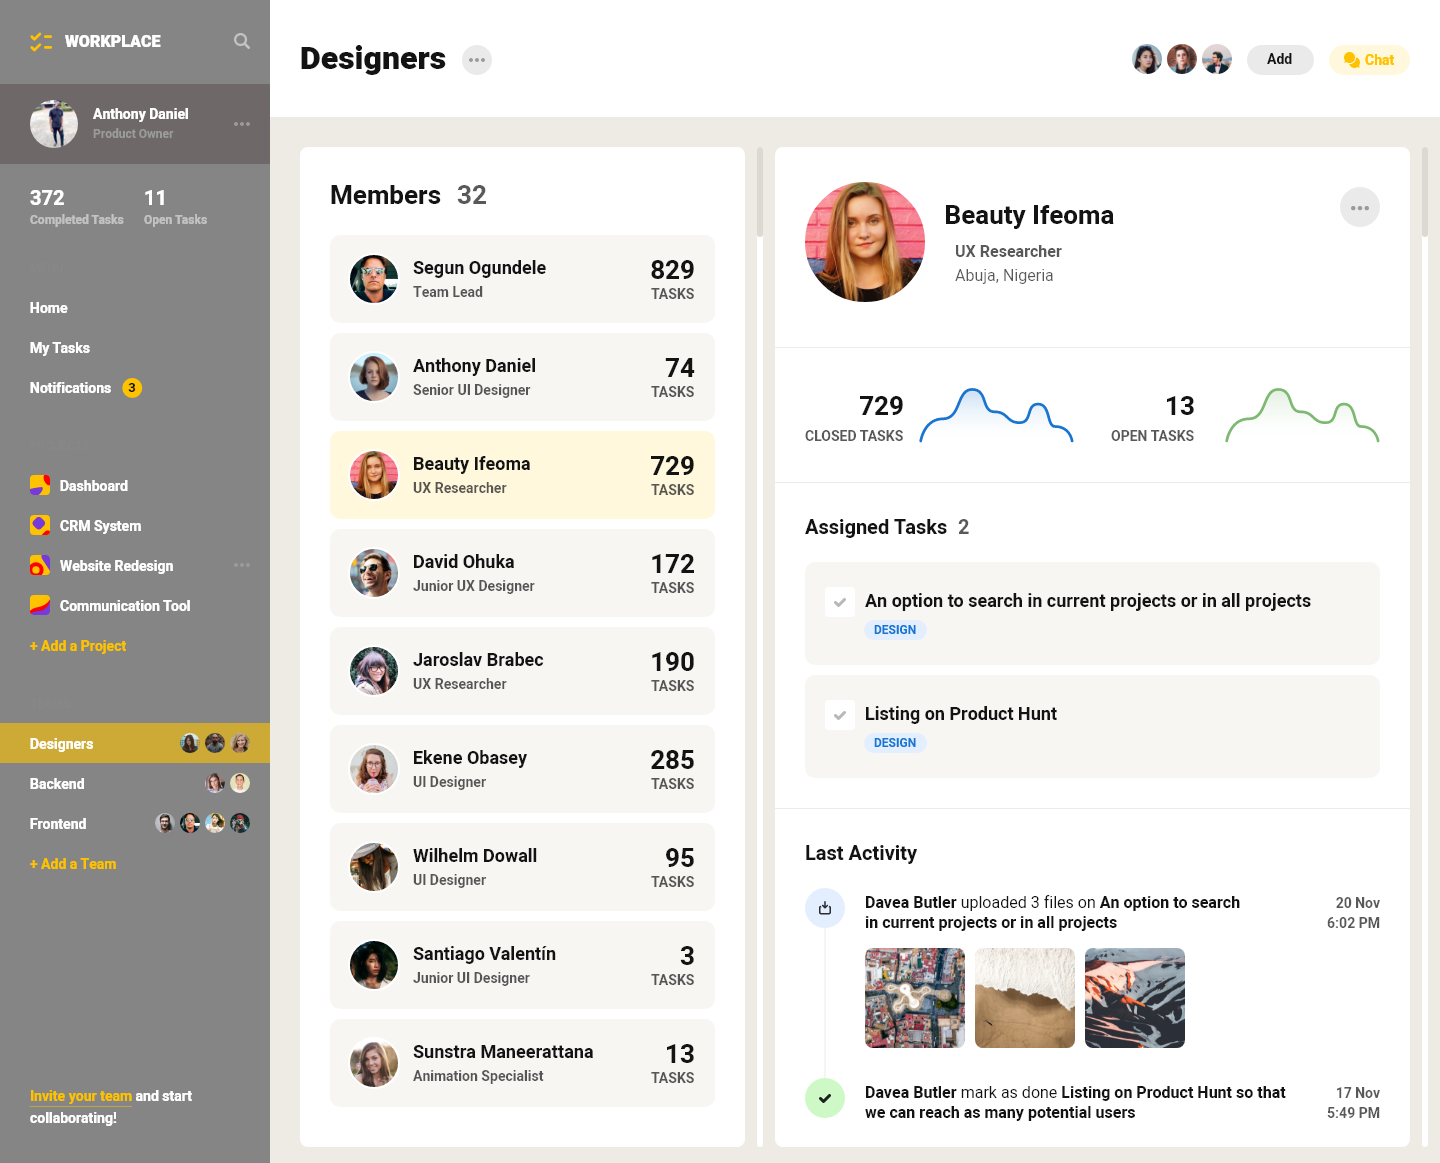 WORKPLACE
Anthony Daniel
Product Owner
372
Completed Tasks
11
Open Tasks
Home
My Tasks
Notifications 3
Dashboard
CRM System
Website Redesign
Communication Tool
+ Add a Project
Designers
Backend
Frontend
+ Add a Team
Invite your team and start
collaborating!
Designers
Add
Chat
Members 32
Segun Ogundele
Team Lead
829
TASKS
Anthony Daniel
Senior UI Designer
74
TASKS
Beauty Ifeoma
UX Researcher
729
TASKS
David Ohuka
Junior UX Designer
172
TASKS
Jaroslav Brabec
UX Researcher
190
TASKS
Ekene Obasey
UI Designer
285
TASKS
Wilhelm Dowall
UI Designer
95
TASKS
Santiago Valentín
Junior UI Designer
3
TASKS
Sunstra Maneerattana
Animation Specialist
13
TASKS
Beauty Ifeoma
UX Researcher
Abuja, Nigeria
729
CLOSED TASKS
13
OPEN TASKS
Assigned Tasks 2
An option to search in current projects or in all projects
DESIGN
Listing on Product Hunt
DESIGN
Last Activity
Davea Butler uploaded 3 files on An option to search
in current projects or in all projects
20 Nov
6:02 PM
Davea Butler mark as done Listing on Product Hunt so that
we can reach as many potential users
17 Nov
5:49 PM